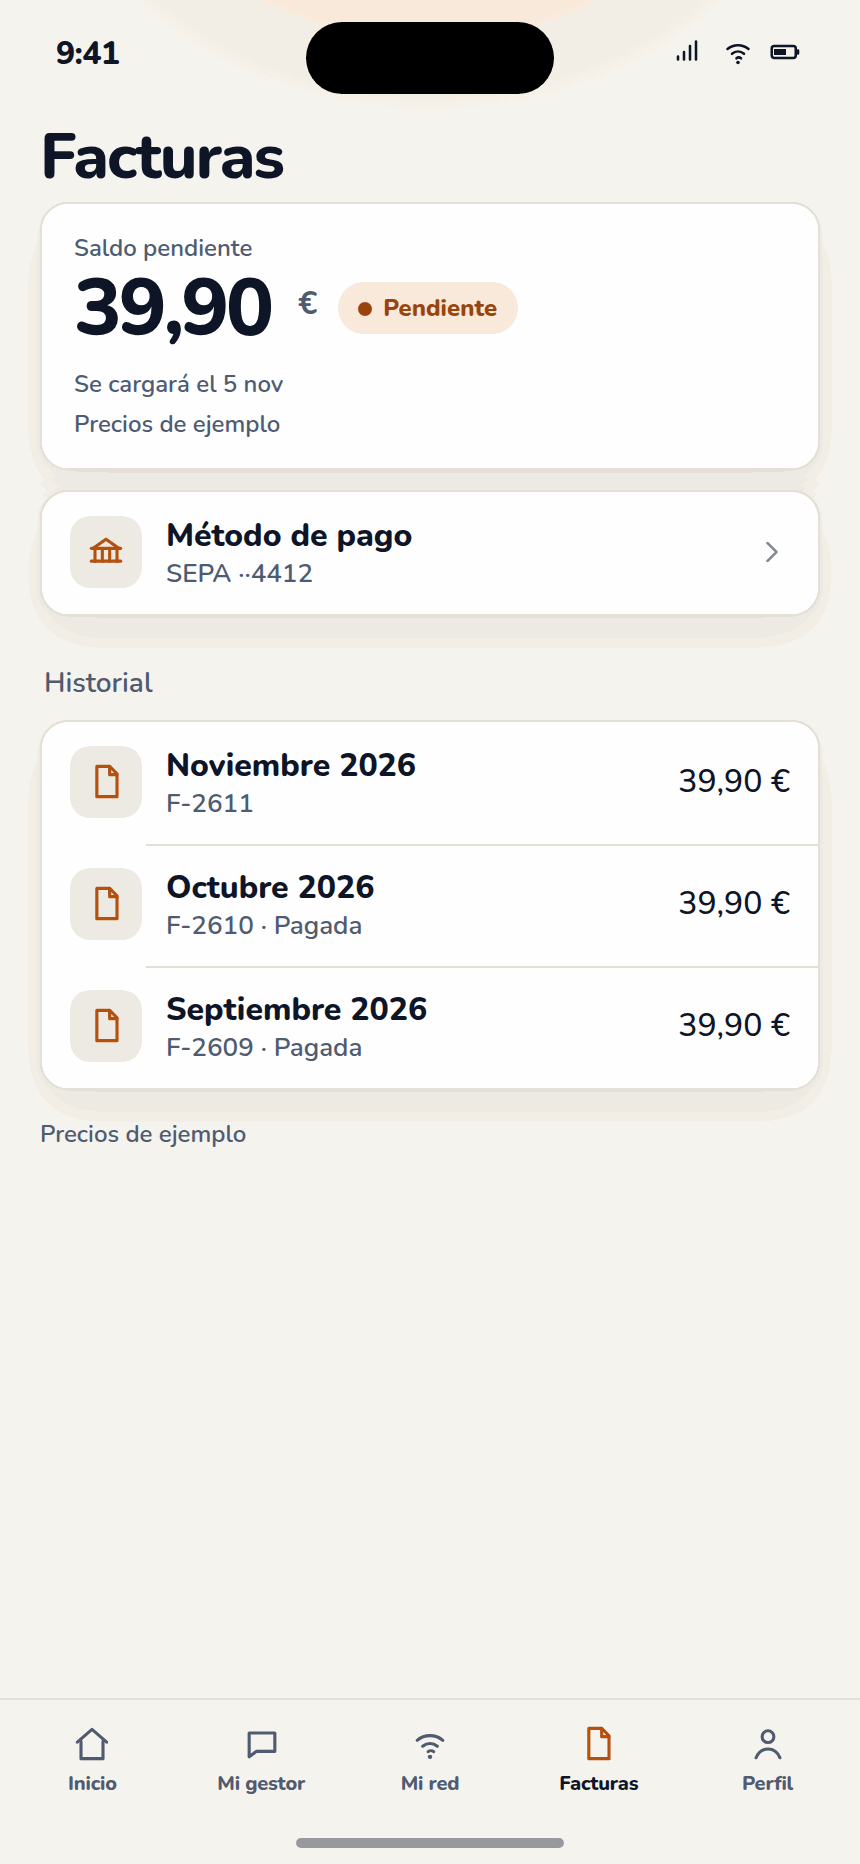 9:41
Facturas
Saldo pendiente
39,90 € Pendiente
Se cargará el 5 nov
Precios de ejemplo
Método de pago
SEPA ··4412
Historial
Noviembre 2026
F-2611
39,90 €
Octubre 2026
F-2610 · Pagada
39,90 €
Septiembre 2026
F-2609 · Pagada
39,90 €
Precios de ejemplo
Inicio
Mi gestor
Mi red
Facturas
Perfil